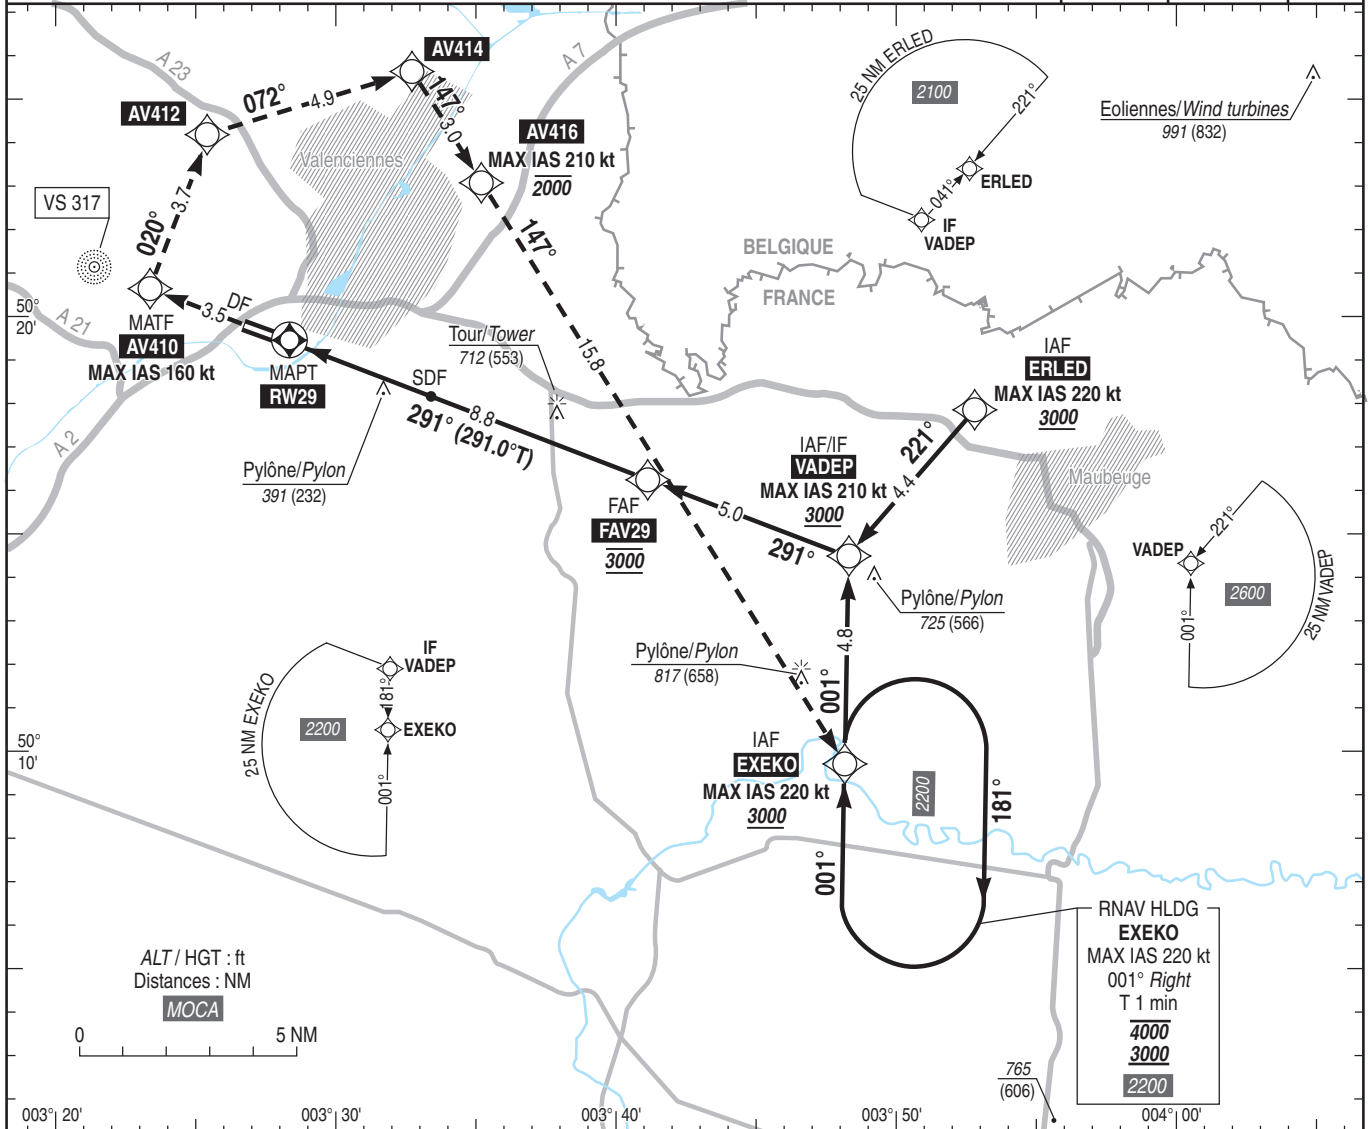 AV414
A 23
A 7
072°
4.9
AV412
147°
3.0
AV416
MAX IAS 210 kt
2000
Valenciennes
VS 317
3.7
020°
147°
25 NM ERLED
2100
221°
041°
ERLED
IF
VADEP
Eoliennes/Wind turbines
991 (832)
BELGIQUE
FRANCE
50°
20'
A 21
DF
3.5
MATF
AV410
MAX IAS 160 kt
MAPT
RW29
Tour/Tower
712 (553)
15.8
SDF
8.8
291° (291.0°T)
A 2
Pylône/Pylon
391 (232)
IAF
ERLED
MAX IAS 220 kt
3000
221°
4.4
IAF/IF
VADEP
MAX IAS 210 kt
3000
Maubeuge
5.0
291°
FAF
FAV29
3000
VADEP
221°
001°
2600
25 NM VADEP
Pylône/Pylon
725 (566)
4.8
001°
Pylône/Pylon
817 (658)
IF
VADEP
181°
EXEKO
001°
2200
25 NM EXEKO
50°
10'
IAF
EXEKO
MAX IAS 220 kt
3000
2200
181°
001°
RNAV HLDG
EXEKO
MAX IAS 220 kt
001° Right
T 1 min
4000
3000
2200
ALT / HGT : ft
Distances : NM
MOCA
0 5 NM
765
(606)
003° 20' 003° 30' 003° 40' 003° 50' 004° 00'